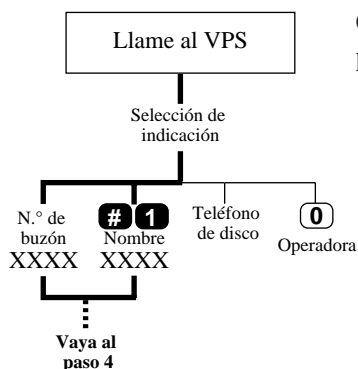 Llame al VPS
Selección de
indicación
N.° de
buzón
XXXX
# 1
Nombre
XXXX
Teléfono
de disco
0
Operadora
Vaya al
paso 4